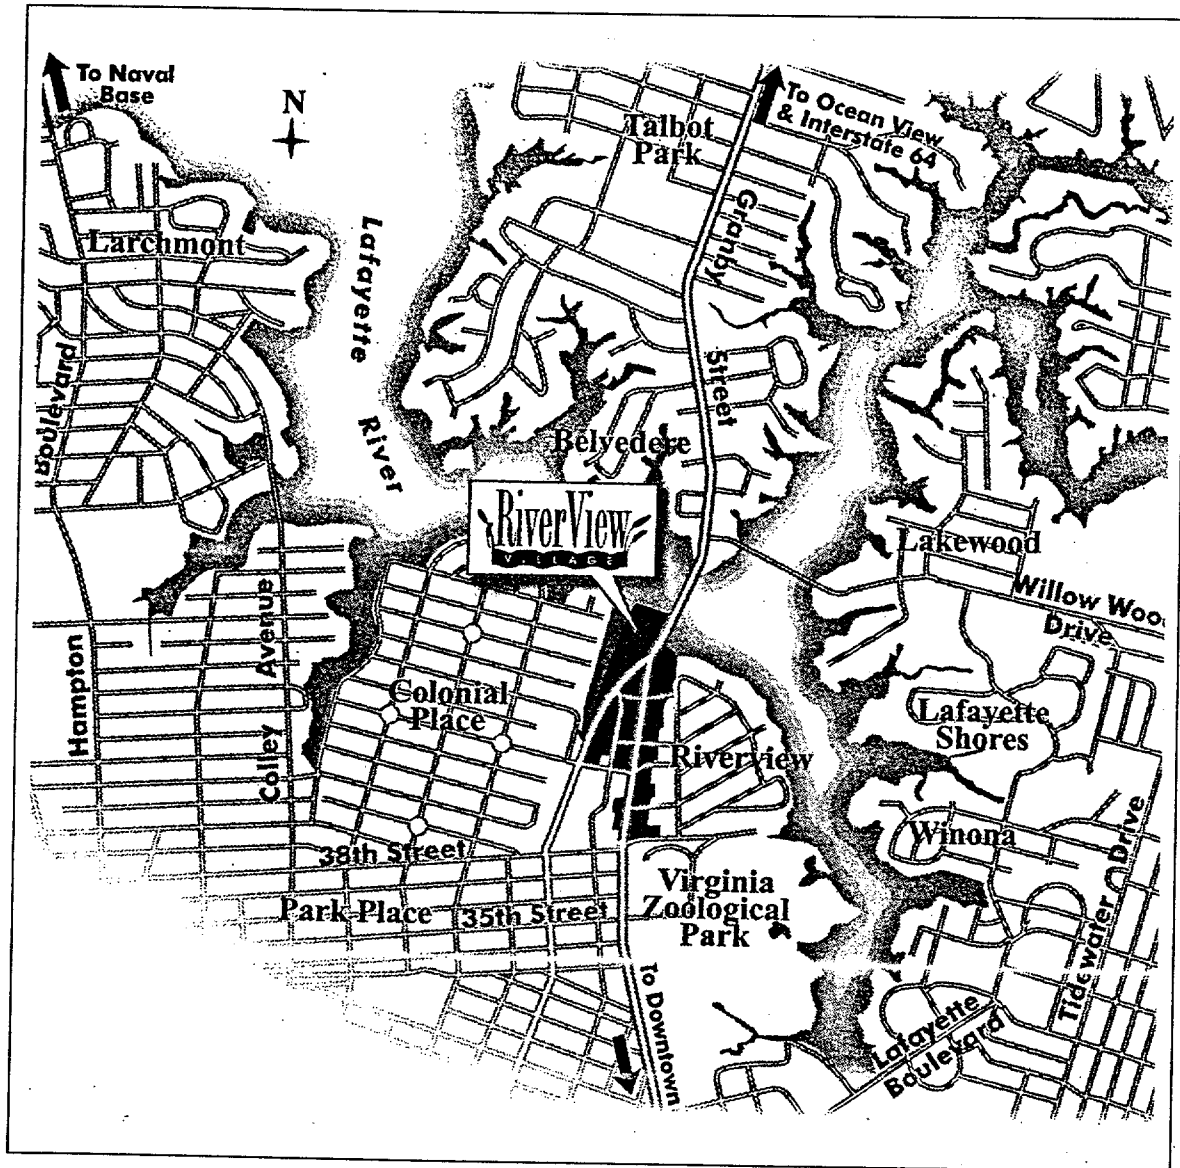 To Naval
Base
N
To Ocean View
& Interstate 64
Talbot
Park
Granby
Street
Larchmont
Lafayette
River
Boulevard
Hampton
Belvedere
RiverView
VILLAGE
Lakewood
Willow Woo
Drive
Colley Avenue
Colonial
Place
Lafayette
Shores
Riverview
Winona
38th Street
Park Place
35th Street
Virginia
Zoological
Park
Tidewater Drive
To Downtown
Lafayette
Boulevard